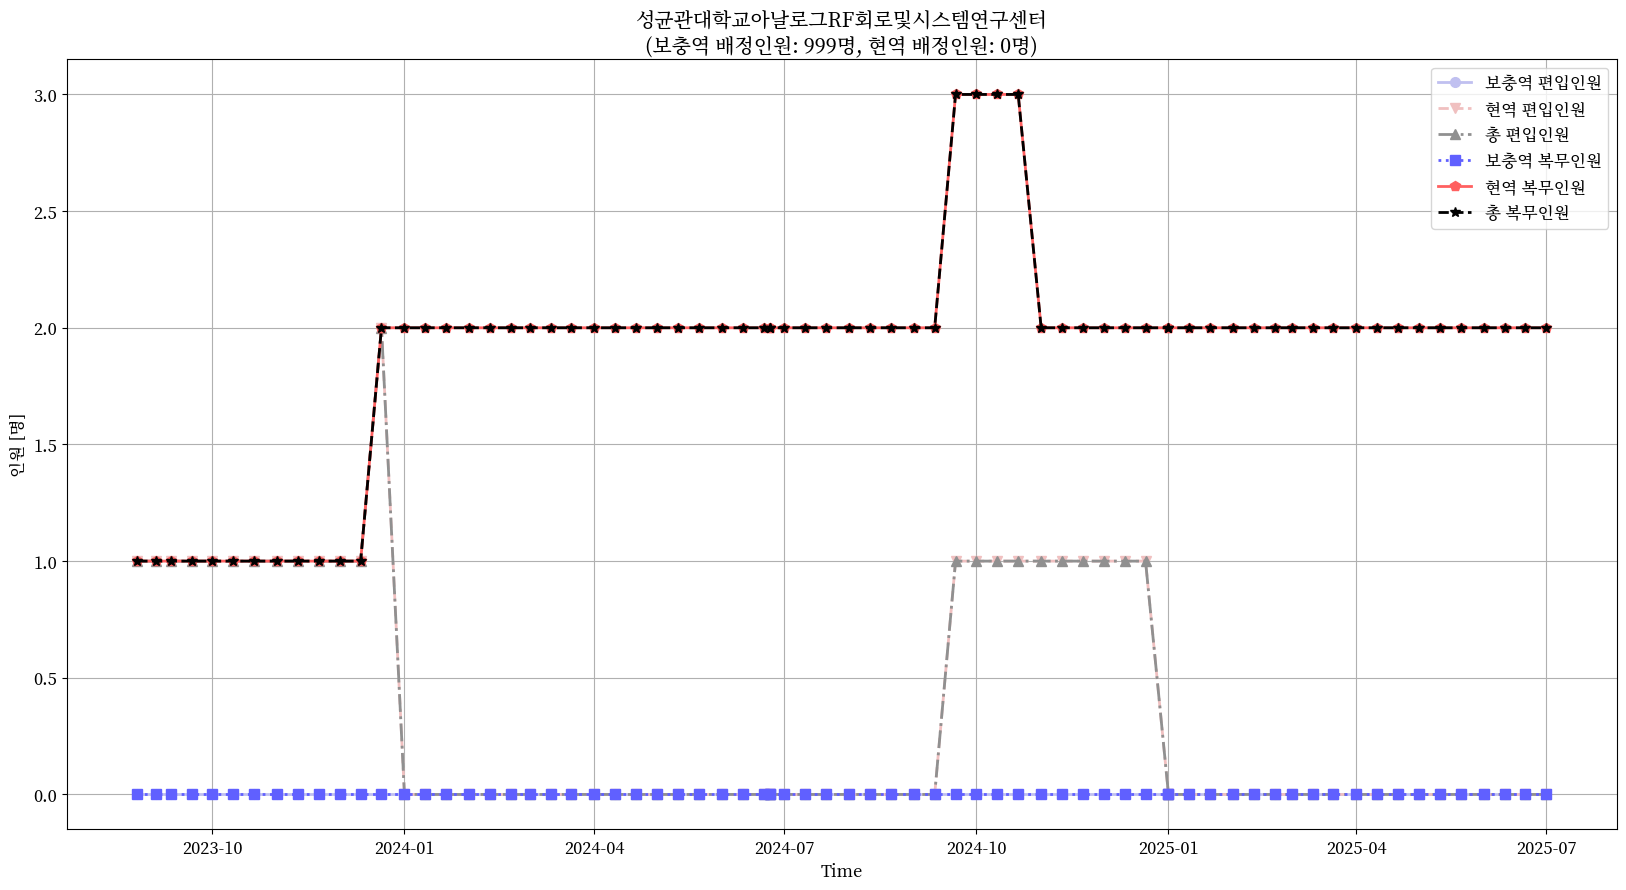 성균관대학교아날로그RF회로및시스템연구센터
(보충역 배정인원: 999명, 현역 배정인원: 0명)
보충역 편입인원
현역 편입인원
총 편입인원
보충역 복무인원
현역 복무인원
총 복무인원
인원 [명]
3.0
2.5
2.0
1.5
1.0
0.5
0.0
2023-10
2024-01
2024-04
2024-07
2024-10
2025-01
2025-04
2025-07
Time